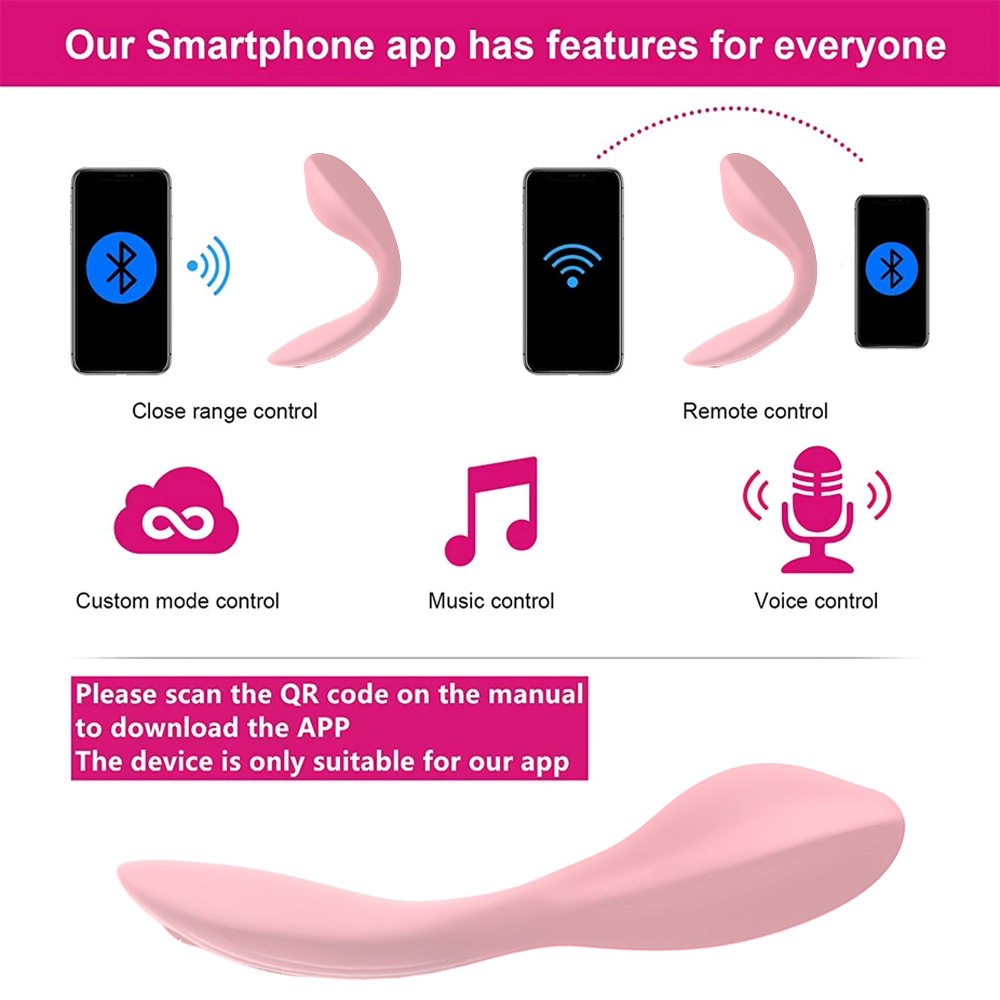 Our Smartphone app has features for everyone
Close range control
Remote control
Custom mode control
Music control
Voice control
Please scan the QR code on the manual
to download the APP
The device is only suitable for our app